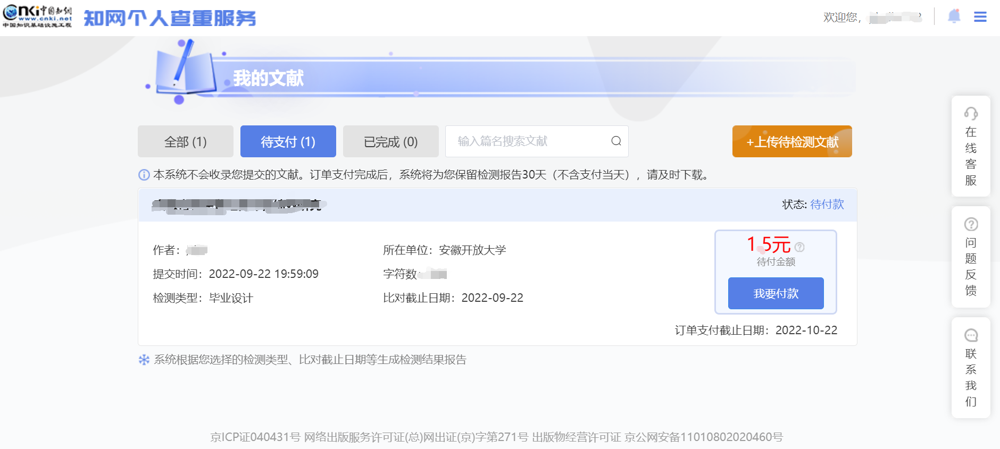 cnki中国知网
www.cnki.net
中国知识基础设施工程
知网个人查重服务
欢迎您，
我的文献
全部 (1)
待支付 (1)
已完成 (0)
输入篇名搜索文献
+上传待检测文献
本系统不会收录您提交的文献。订单支付完成后，系统将为您保留检测报告30天（不含支付当天），请及时下载。
状态: 待付款
作者：
所在单位：安徽开放大学
提交时间：2022-09-22 19:59:09
字符数
检测类型：毕业设计
比对截止日期：2022-09-22
1.5元
待付金额
我要付款
订单支付截止日期：2022-10-22
系统根据您选择的检测类型、比对截止日期等生成检测结果报告
在线客服
问题反馈
联系我们
京ICP证040431号 网络出版服务许可证(总)网出证(京)字第271号 出版物经营许可证 京公网安备11010802020460号